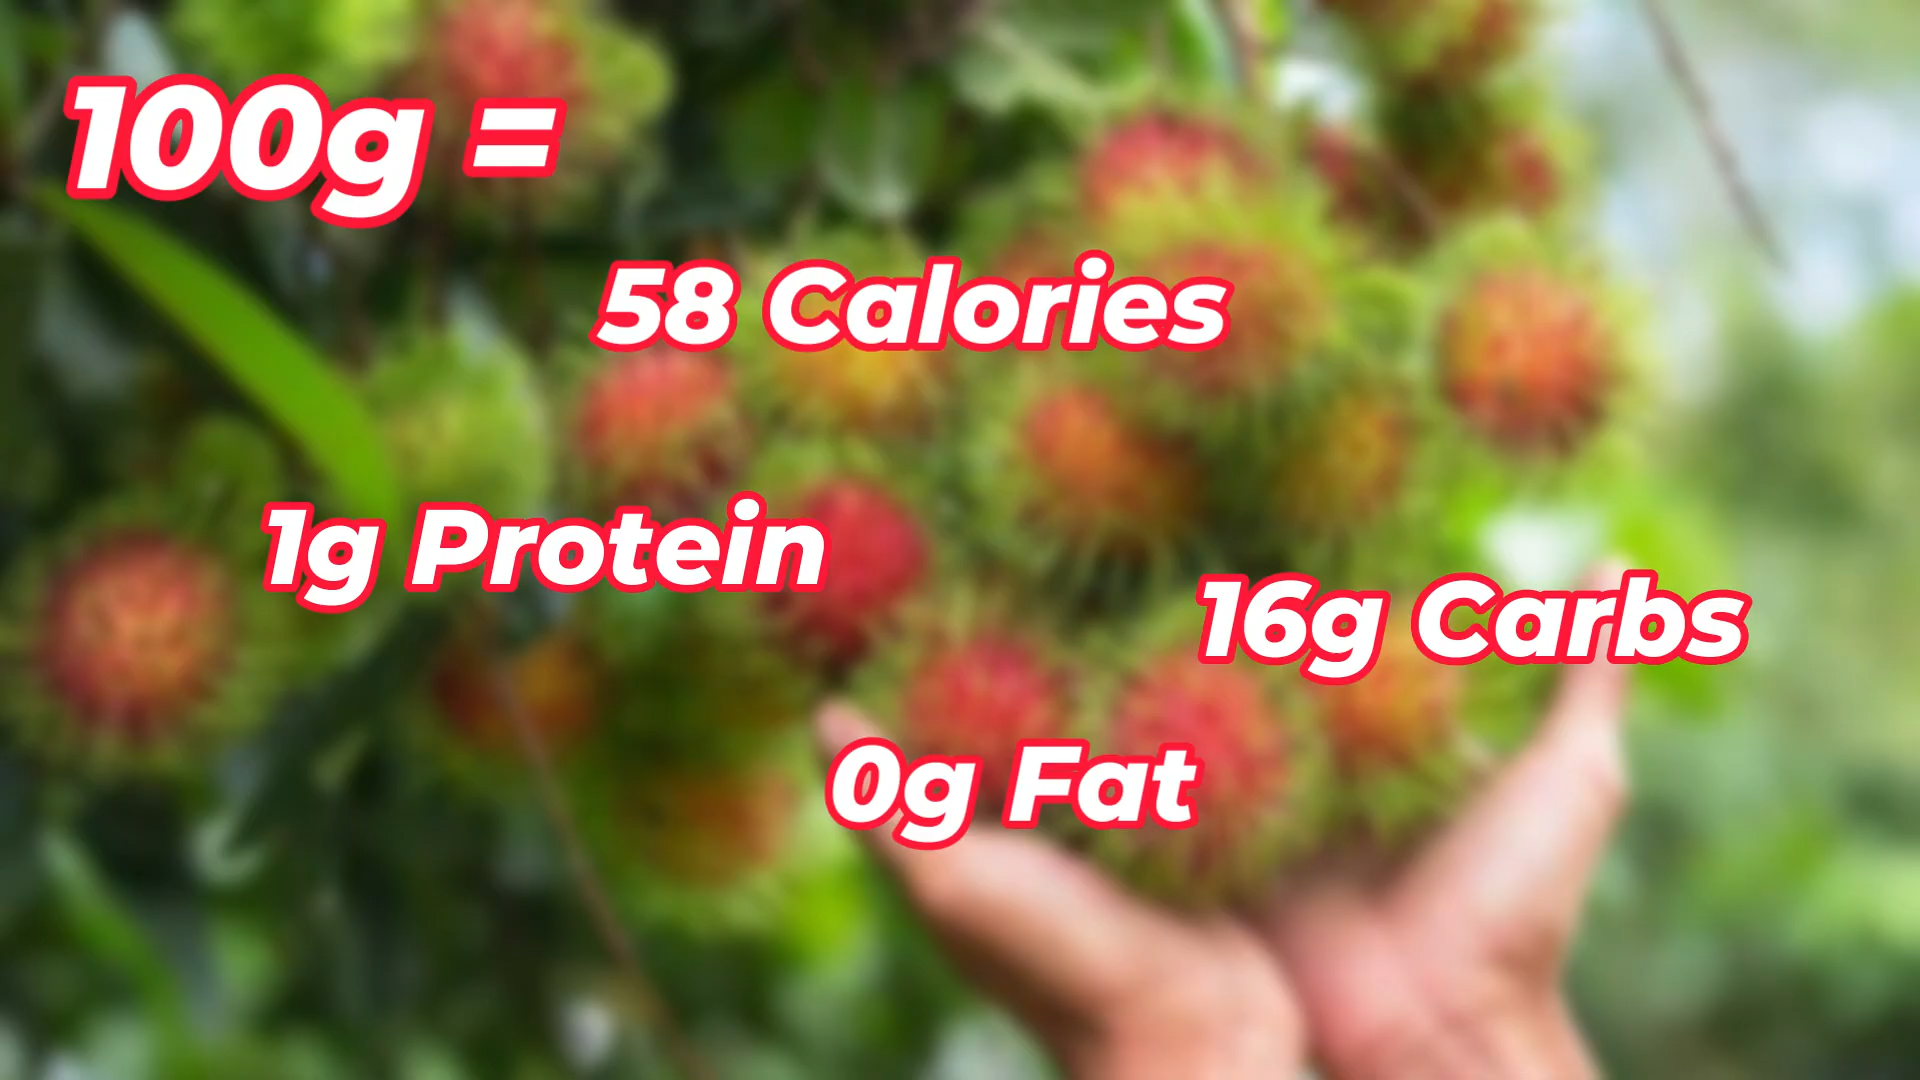 100g =
58 Calories
1g Protein
16g Carbs
0g Fat